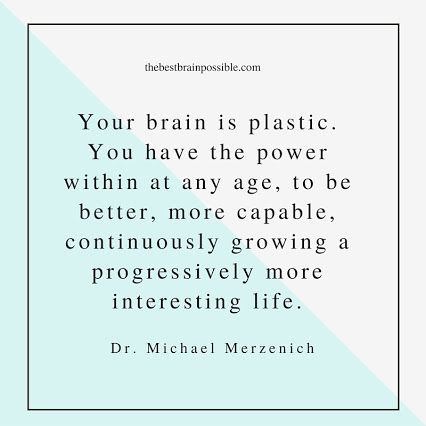 thebestbrainpossible.com
Your brain is plastic.
You have the power
within at any age, to be
better, more capable,
continuously growing a
progressively more
interesting life.
Dr. Michael Merzenich